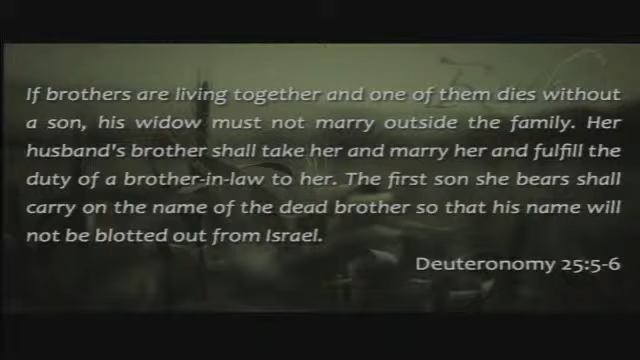 If brothers are living together and one of them dies without
a son, his widow must not marry outside the family. Her
husband's brother shall take her and marry her and fulfill the
duty of a brother-in-law to her. The first son she bears shall
carry on the name of the dead brother so that his name will
not be blotted out from Israel.
Deuteronomy 25:5-6